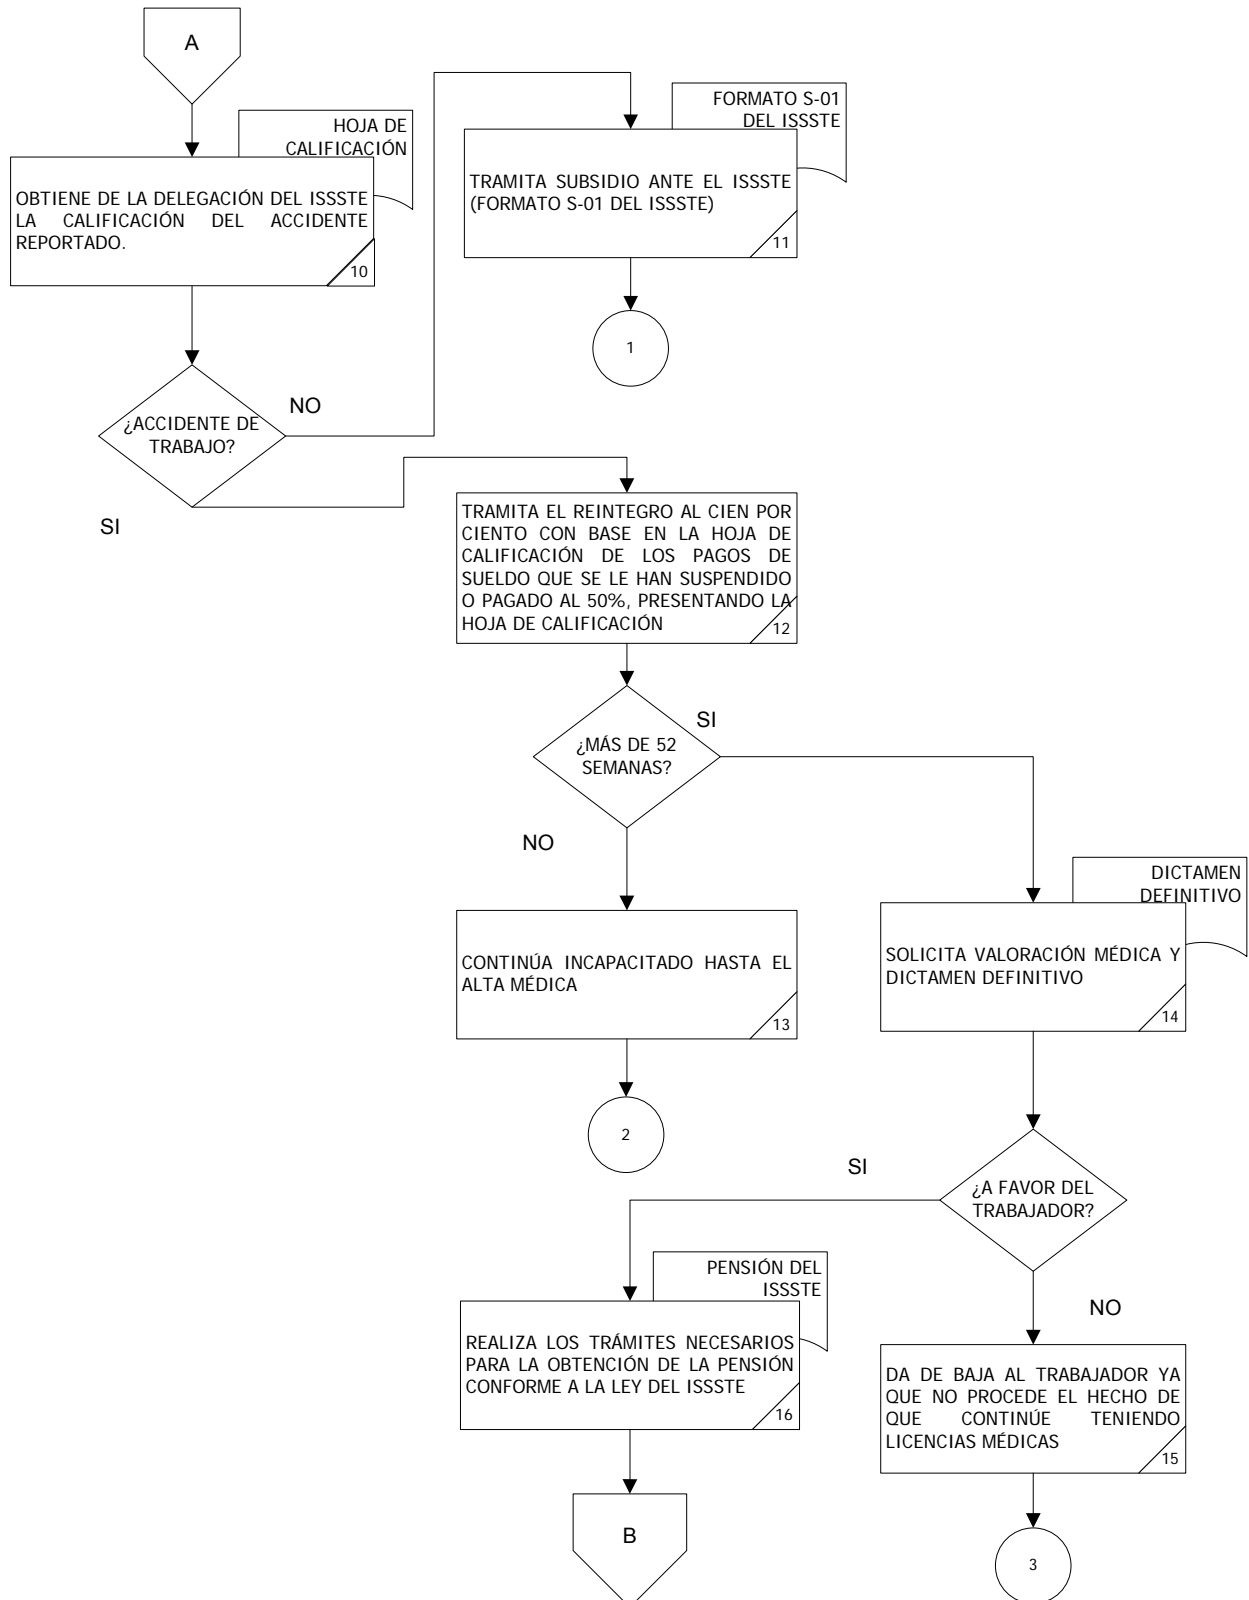 A
HOJA DE
CALIFICACIÓN
OBTIENE DE LA DELEGACIÓN DEL ISSSTE
LA CALIFICACIÓN DEL ACCIDENTE
REPORTADO.
10
FORMATO S-01
DEL ISSSTE
TRAMITA SUBSIDIO ANTE EL ISSSTE
(FORMATO S-01 DEL ISSSTE)
11
1
¿ACCIDENTE DE
TRABAJO?
NO
SI
TRAMITA EL REINTEGRO AL CIEN POR
CIENTO CON BASE EN LA HOJA DE
CALIFICACIÓN DE LOS PAGOS DE
SUELDO QUE SE LE HAN SUSPENDIDO
O PAGADO AL 50%, PRESENTANDO LA
HOJA DE CALIFICACIÓN
12
¿MÁS DE 52
SEMANAS?
SI
NO
CONTINÚA INCAPACITADO HASTA EL
ALTA MÉDICA
13
2
DICTAMEN
DEFINITIVO
SOLICITA VALORACIÓN MÉDICA Y
DICTAMEN DEFINITIVO
14
¿A FAVOR DEL
TRABAJADOR?
SI
NO
PENSIÓN DEL
ISSSTE
REALIZA LOS TRÁMITES NECESARIOS
PARA LA OBTENCIÓN DE LA PENSIÓN
CONFORME A LA LEY DEL ISSSTE
16
B
DA DE BAJA AL TRABAJADOR YA
QUE NO PROCEDE EL HECHO DE
QUE CONTINÚE TENIENDO
LICENCIAS MÉDICAS
15
3